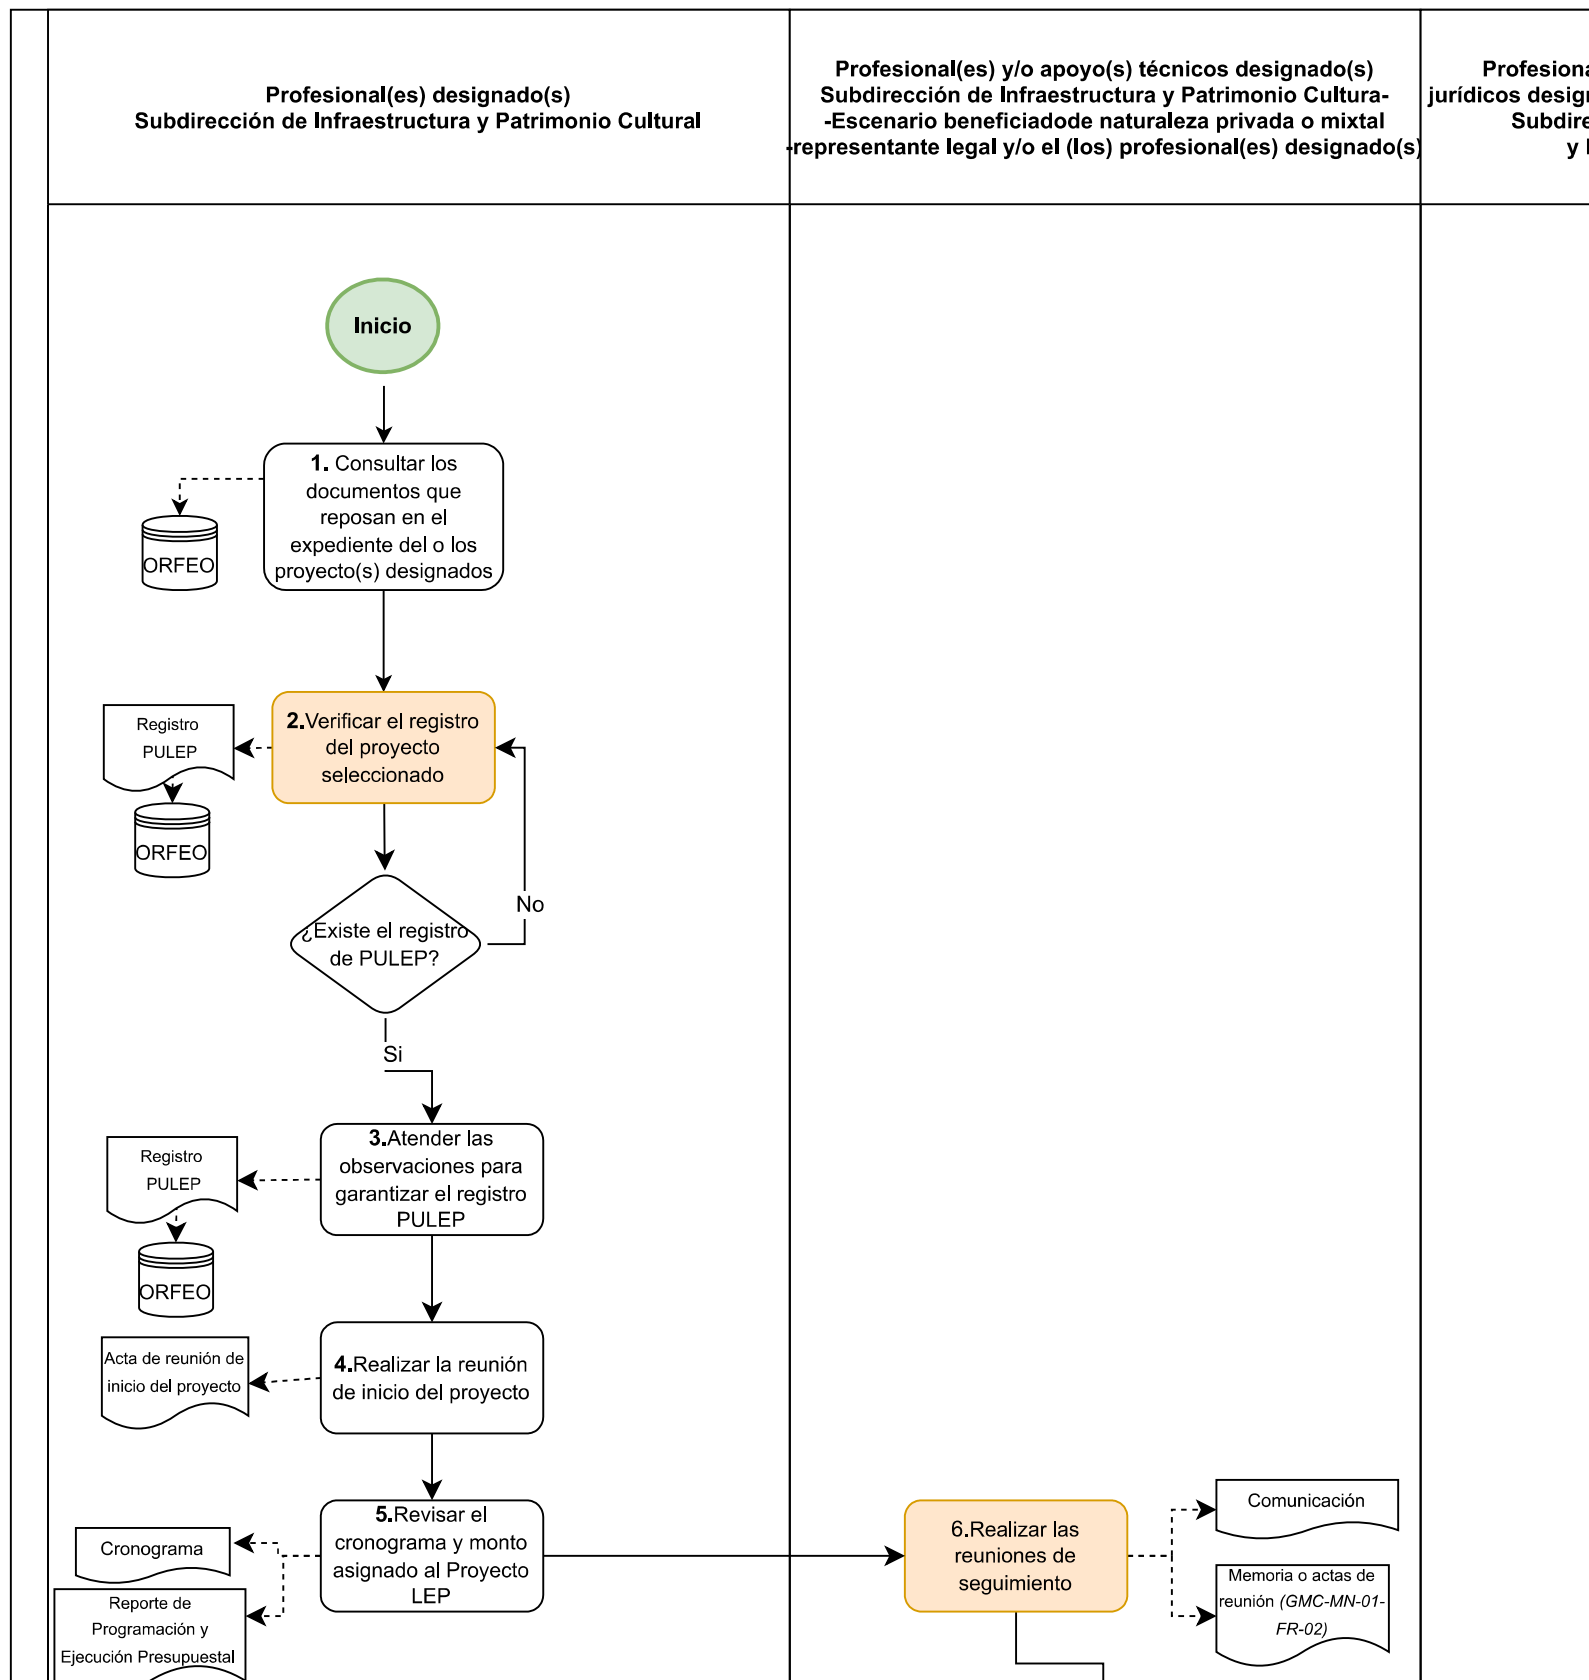 Profesional(es) designado(s)
Subdirección de Infraestructura y Patrimonio Cultural
Profesional(es) y/o apoyo(s) técnicos designado(s)
Subdirección de Infraestructura y Patrimonio Cultura-
-Escenario beneficiadode naturaleza privada o mixtal
-representante legal y/o el (los) profesional(es) designado(s)
Inicio
1. Consultar los
documentos que
reposan en el
expediente del o los
proyecto(s) designados
ORFEO
2.Verificar el registro
del proyecto
seleccionado
Registro
PULEP
ORFEO
No
¿Existe el registro
de PULEP?
Si
3.Atender las
observaciones para
garantizar el registro
PULEP
Registro
PULEP
ORFEO
4.Realizar la reunión
de inicio del proyecto
Acta de reunión de
inicio del proyecto
5.Revisar el
cronograma y monto
asignado al Proyecto
LEP
Cronograma
Reporte de
Programación y
Ejecución Presupuestal
6.Realizar las
reuniones de
seguimiento
Comunicación
Memoria o actas de
reunión (GMC-MN-01-
FR-02)
jurídicos
y